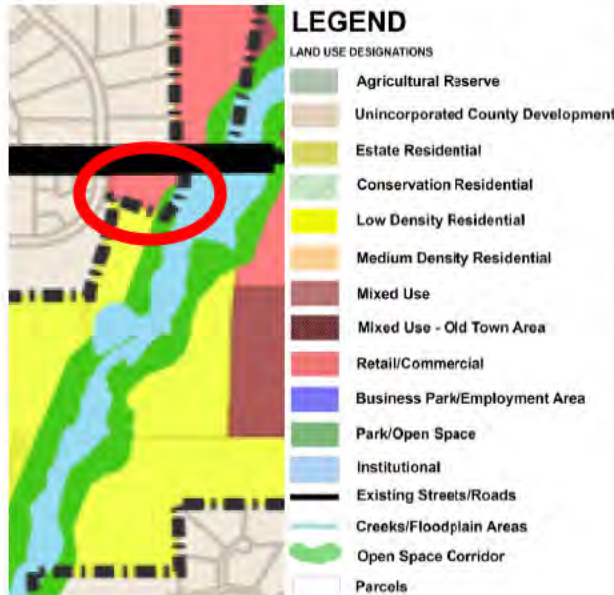 LEGEND
LAND USE DESIGNATIONS
Agricultural Reserve
Unincorporated County Development
Estate Residential
Conservation Residential
Low Density Residential
Medium Density Residential
Mixed Use
Mixed Use - Old Town Area
Retail/Commercial
Business Park/Employment Area
Park/Open Space
Institutional
Existing Streets/Roads
Creeks/Floodplain Areas
Open Space Corridor
Parcels